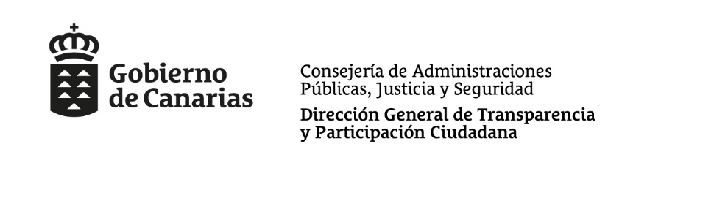 Gobierno
de Canarias
Consejería de Administraciones
Públicas, Justicia y Seguridad
Dirección General de Transparencia
y Participación Ciudadana